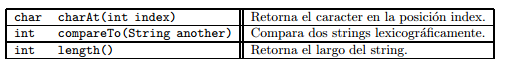 char charAt(int index) Retorna el caracter en la posición index.
int compareTo(String another) Compara dos strings lexicográficamente.
int length() Retorna el largo del string.